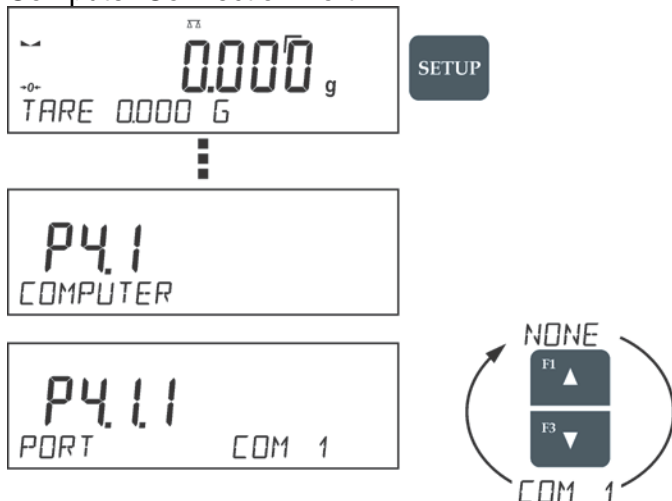 Computer Connection Port
0.000 g
→0←
TARE 0.000 G
SETUP
P4.1
COMPUTER
P4.1.1
PORT COM 1
NONE
F1
F3
COM 1